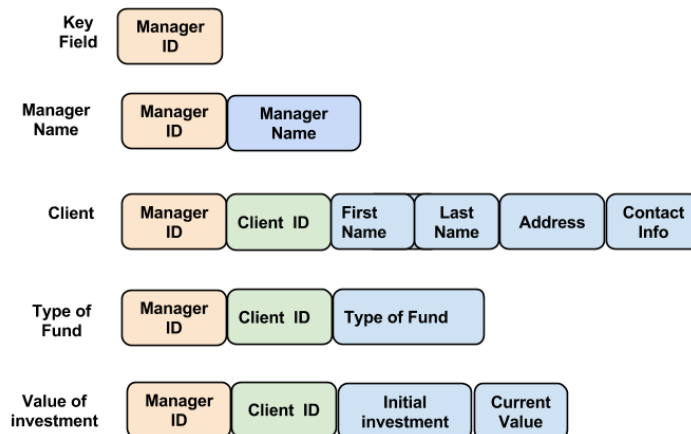 Key
Field
Manager
ID
Manager
Name
Manager
ID
Manager
Name
Client
Manager
ID
Client ID
First
Name
Last
Name
Address
Contact
Info
Type of
Fund
Manager
ID
Client ID
Type of Fund
Value of
investment
Manager
ID
Client ID
Initial
investment
Current
Value